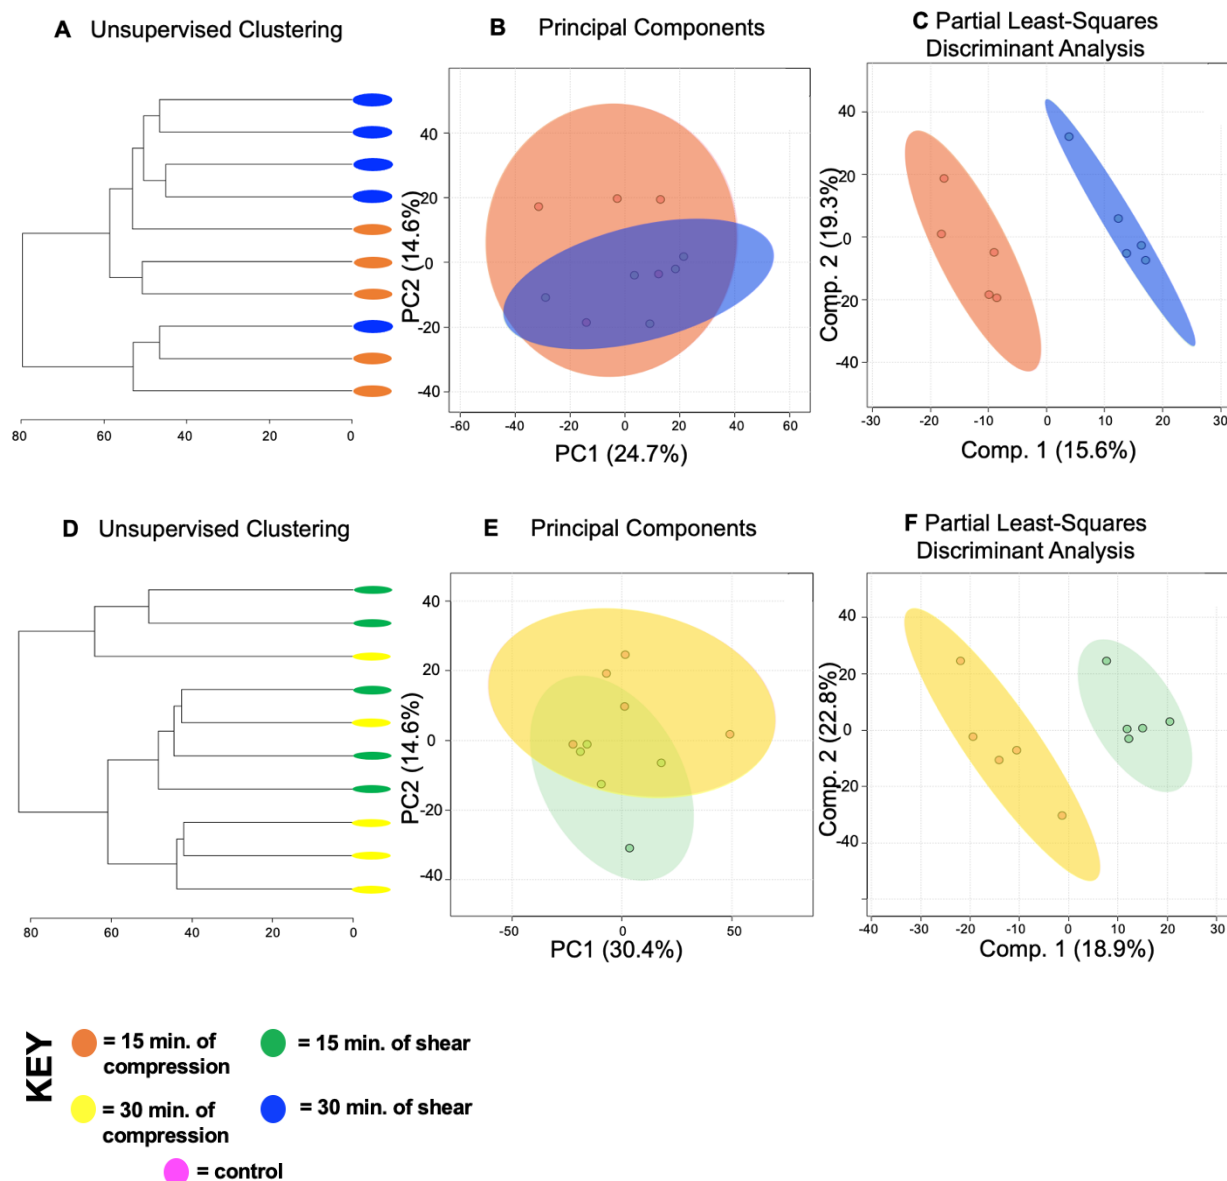 A Unsupervised Clustering
80 60 40 20 0
B Principal Components
PC2 (14.6%)
40
20
0
-20
-40
-60 -40 -20 0 20 40 60
PC1 (24.7%)
C Partial Least-Squares
Discriminant Analysis
Comp. 2 (19.3%)
40
20
0
-20
-40
-30 -20 -10 0 10 20 30
Comp. 1 (15.6%)
D Unsupervised Clustering
80 60 40 20 0
E Principal Components
PC2 (14.6%)
40
20
0
-20
-40
-50 0 50
PC1 (30.4%)
F Partial Least-Squares
Discriminant Analysis
Comp. 2 (22.8%)
40
20
0
-20
-40
-40 -30 -20 -10 0 10 20 30
Comp. 1 (18.9%)
KEY
= 15 min. of
compression
= 15 min. of shear
= 30 min. of
compression
= 30 min. of shear
= control